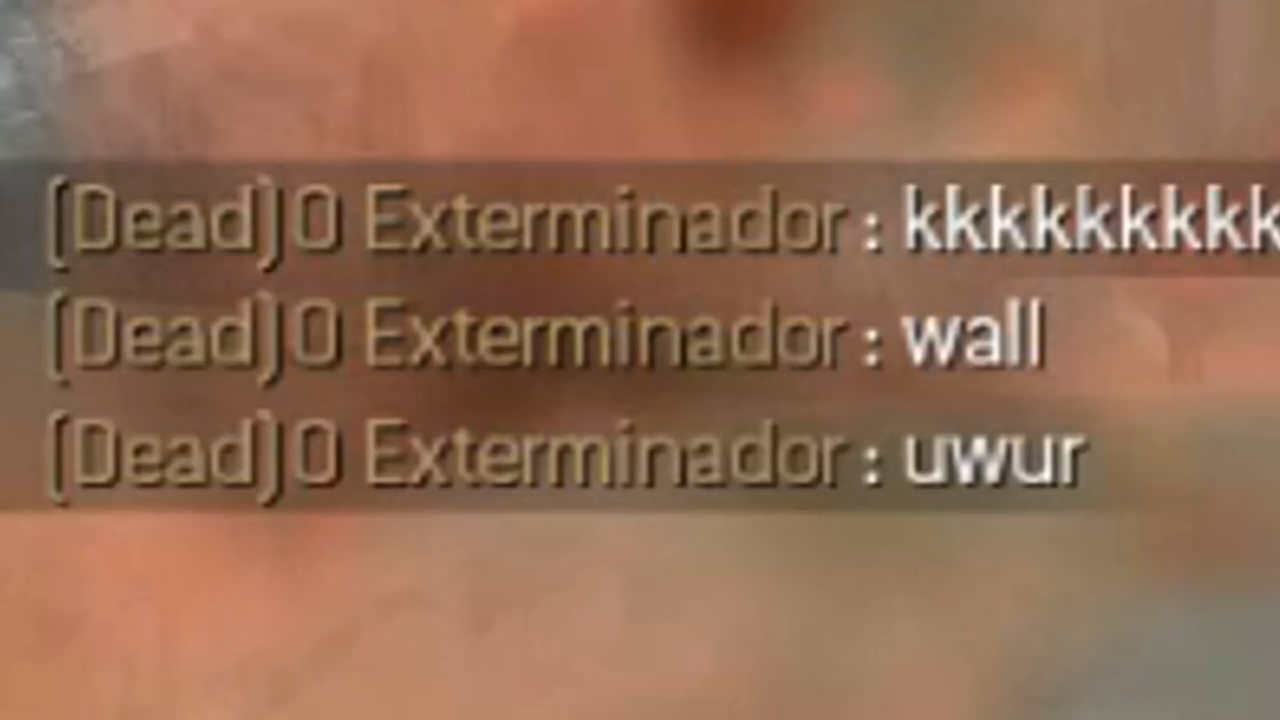 (Dead)O Exterminador : kkkkkkkkk
(Dead)O Exterminador : wall
(Dead)O Exterminador : uwur